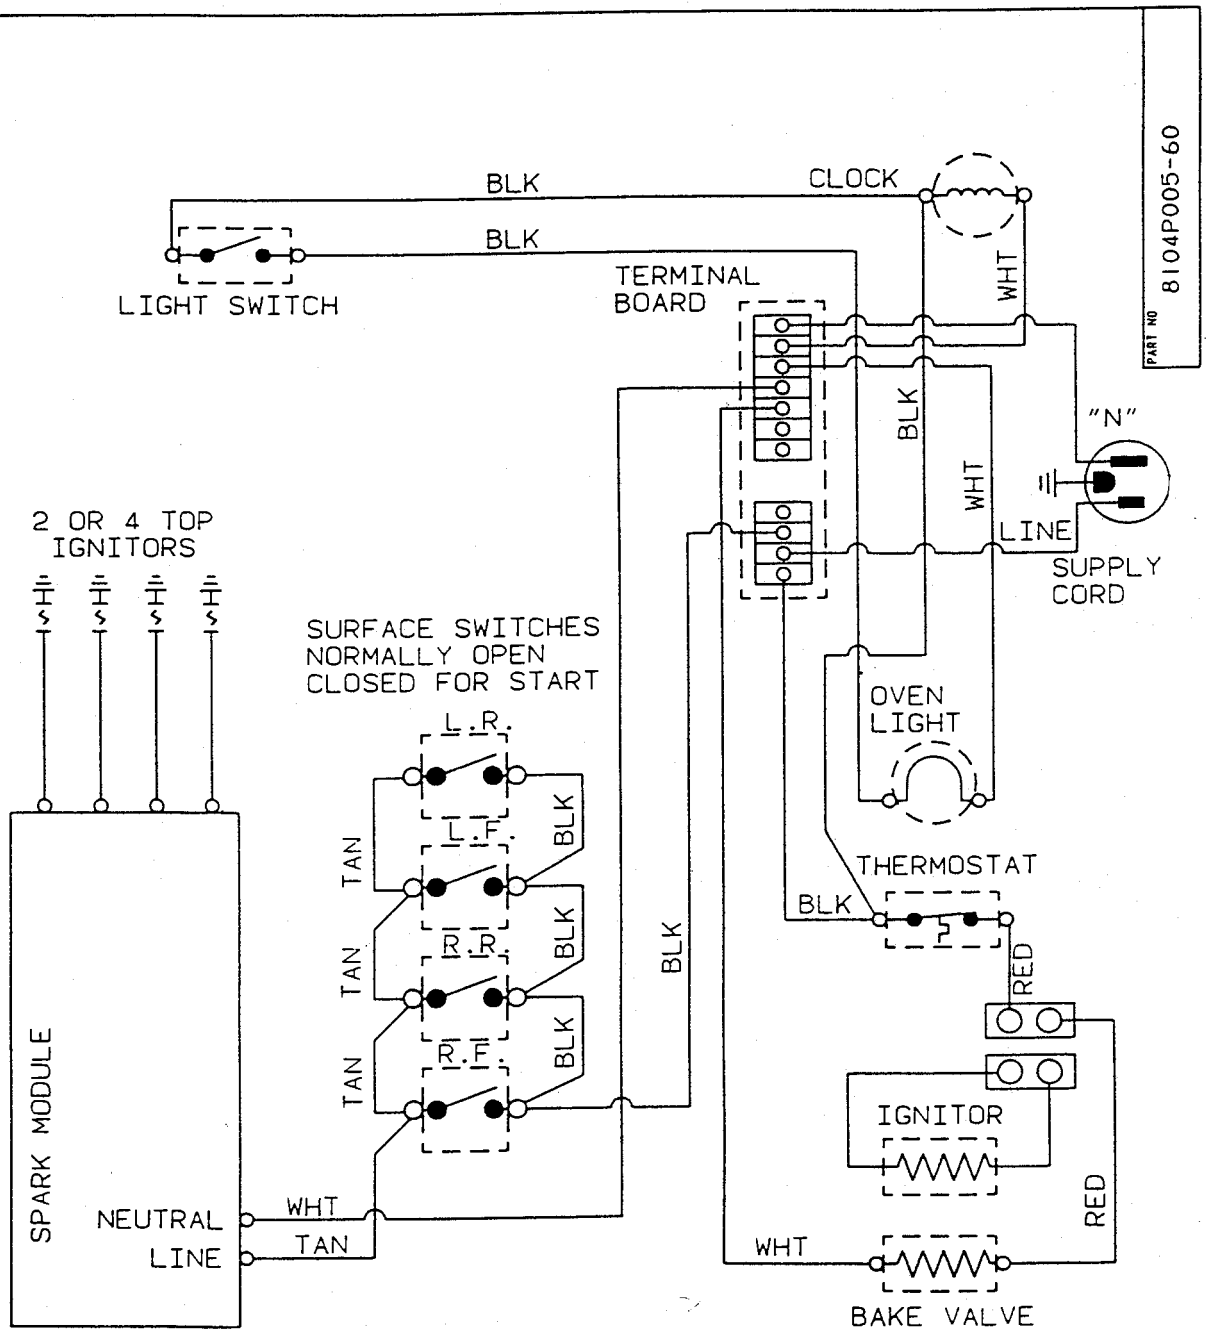 PART NO
8104P005-60
BLK
CLOCK
BLK
LIGHT SWITCH
WHT
TERMINAL
BOARD
BLK
"N"
WHT
LINE
SUPPLY
CORD
2 OR 4 TOP
IGNITORS
SURFACE SWITCHES
NORMALLY OPEN
CLOSED FOR START
L.R.
TAN
BLK
L.F.
TAN
BLK
R.R.
TAN
BLK
R.F.
BLK
OVEN
LIGHT
THERMOSTAT
BLK
RED
IGNITOR
RED
SPARK MODULE
NEUTRAL
WHT
LINE
TAN
WHT
BAKE VALVE